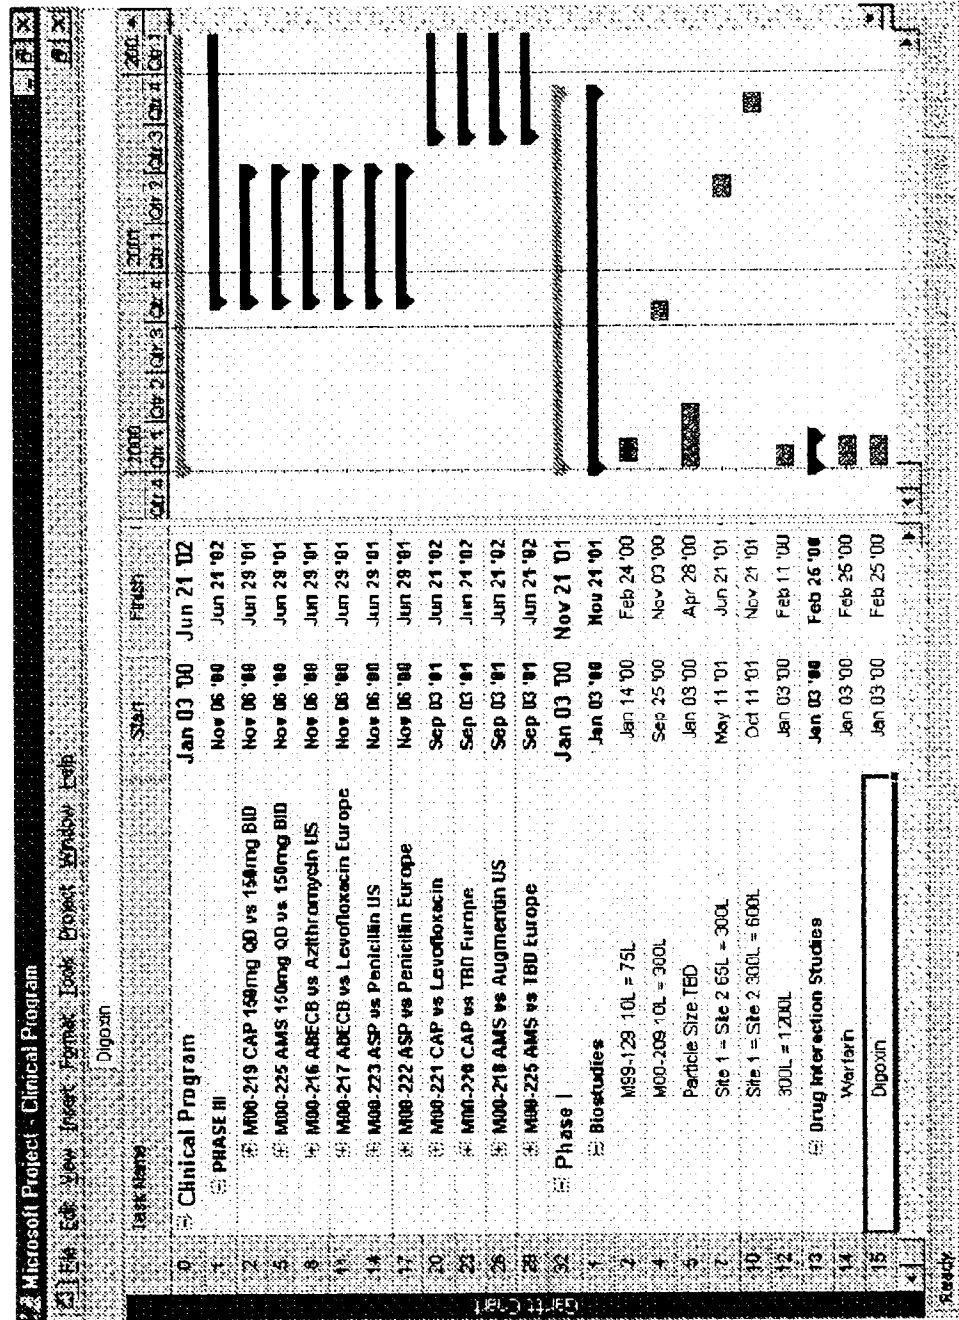 Microsoft Project - Clinical Program
File Edit View Insert Format Tools Project Window Help
Digoxin
Task Name Start Finish
2000 2001 200
Qtr 4 Qtr 1 Qtr 2 Qtr 3 Qtr 4 Qtr 1 Qtr 2 Qtr 3 Qtr 4 Qtr 1
0 Clinical Program Jan 03 '00 Jun 21 '02
1 PHASE III Nov 06 '00 Jun 21 '02
2 M00-219 CAP 150mg QD vs 150mg BID Nov 06 '00 Jun 29 '01
5 M00-225 AMS 150mg QD vs 150mg BID Nov 06 '00 Jun 29 '01
8 M00-216 ABECB vs Azithromycin US Nov 06 '00 Jun 29 '01
11 M00-217 ABECB vs Levofloxacin Europe Nov 06 '00 Jun 29 '01
14 M00-223 ASP vs Penicillin US Nov 06 '00 Jun 29 '01
17 M00-222 ASP vs Penicillin Europe Nov 06 '00 Jun 29 '01
20 M00-221 CAP vs Levofloxacin Sep 03 '01 Jun 21 '02
23 M00-220 CAP vs TBD Europe Sep 03 '01 Jun 21 '02
26 M00-218 AMS vs Augmentin US Sep 03 '01 Jun 21 '02
29 M00-225 AMS vs TBD Europe Sep 03 '01 Jun 21 '02
32 Phase I Jan 03 '00 Nov 21 '01
1 Biostudies Jan 03 '00 Nov 21 '01
2 M99-129 10L = 75L Jan 14 '00 Feb 24 '00
4 M00-209 10L = 300L Sep 25 '00 Nov 03 '00
Particle Size TBD Jan 03 '00 Apr 28 '00
7 Site 1 = Site 2 65L = 300L May 11 '01 Jun 21 '01
10 Site 1 = Site 2 300L = 600L Oct 11 '01 Nov 21 '01
12 300L = 1200L Jan 03 '00 Feb 11 '00
13 Drug Interaction Studies Jan 03 '00 Feb 26 '00
14 Warfarin Jan 03 '00 Feb 25 '00
15 Digoxin Jan 03 '00 Feb 25 '00
Gantt Chart
Ready